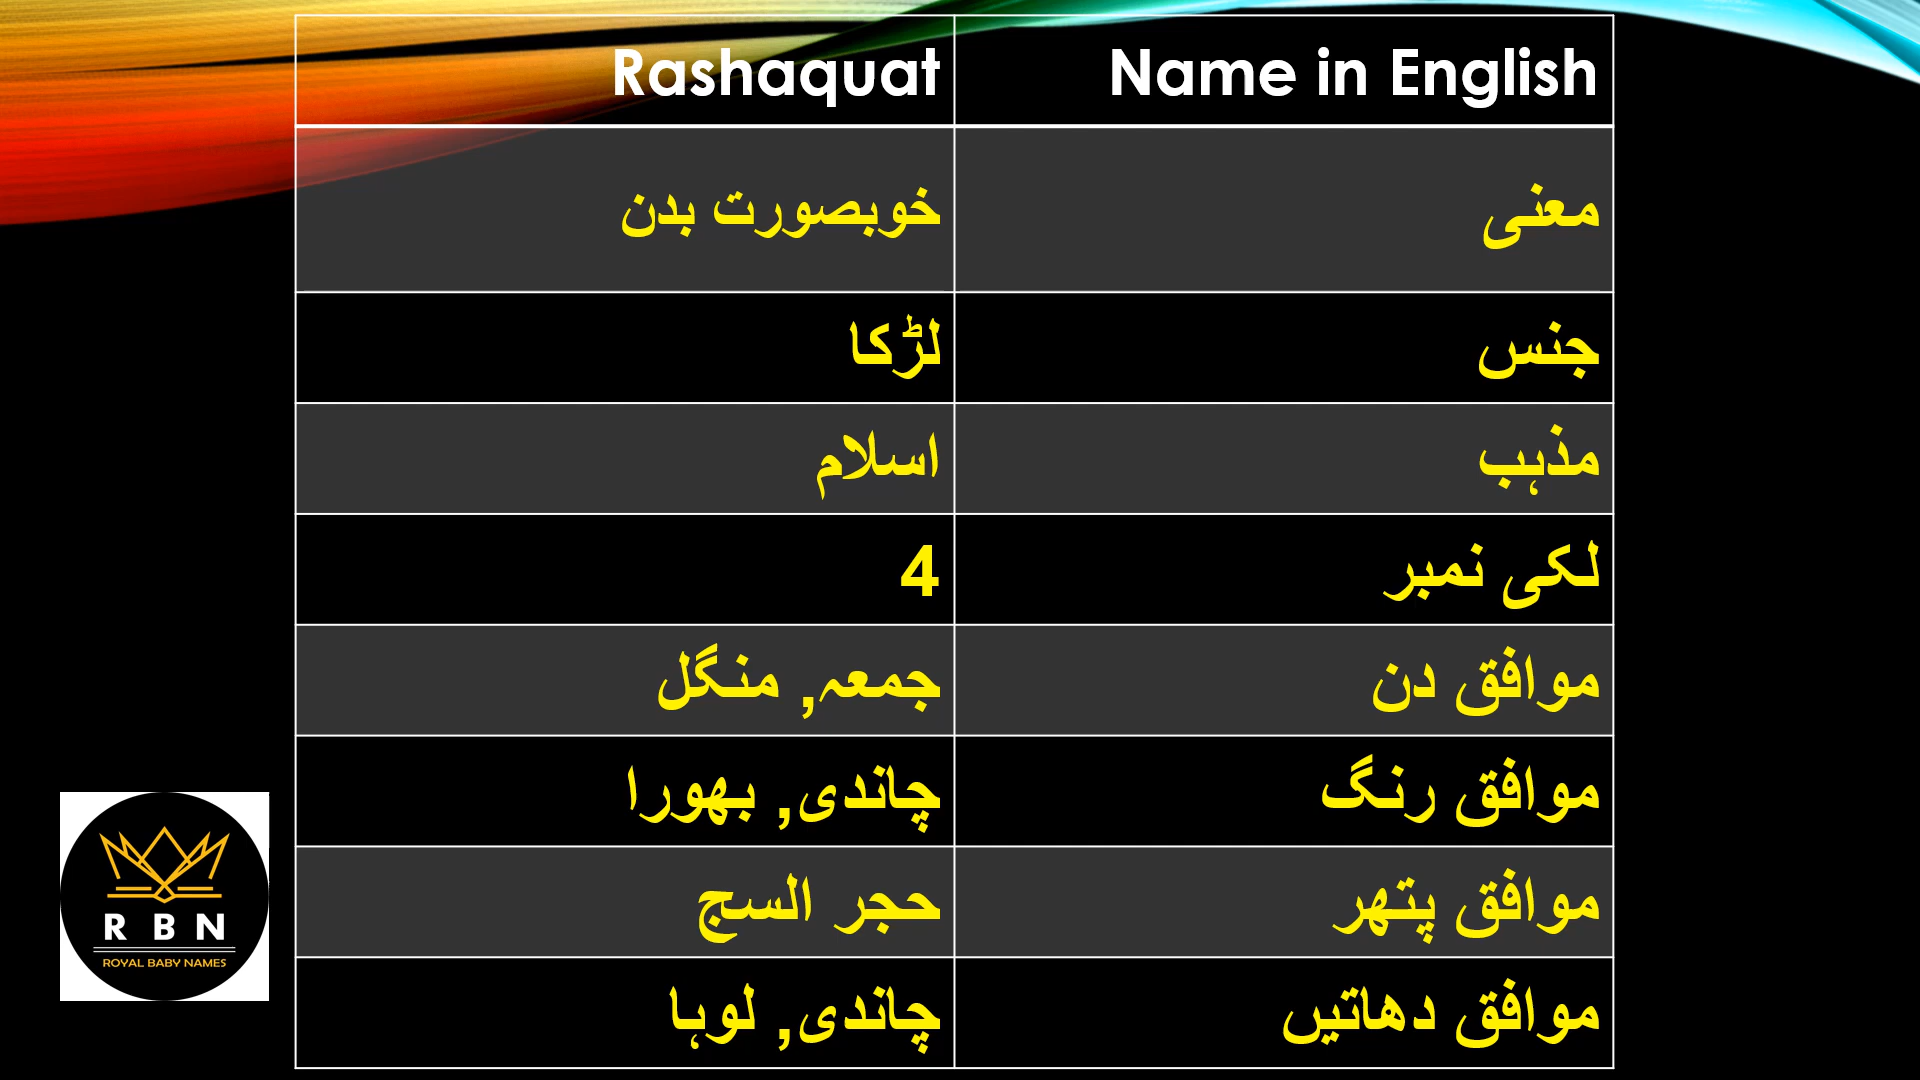 Name in English Rashaquat
معنی خوبصورت بدن
جنس لڑکا
مذہب اسلام
لکی نمبر 4
موافق دن جمعہ, منگل
موافق رنگ چاندی, بھورا
موافق پتھر حجر السج
موافق دھاتیں چاندی, لوہا
R B N
ROYAL BABY NAMES